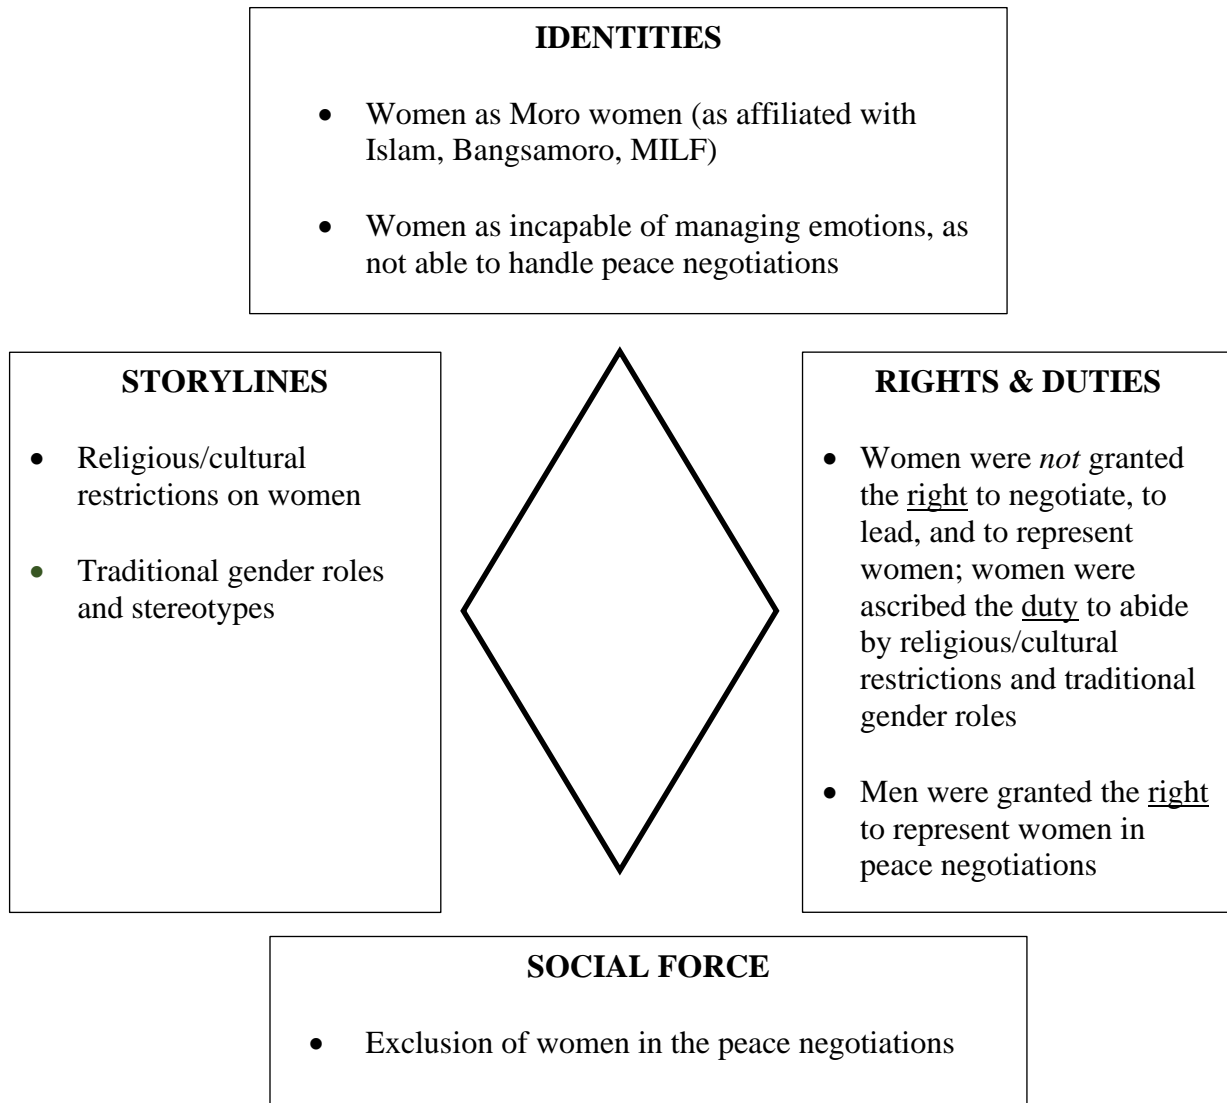 IDENTITIES
• Women as Moro women (as affiliated with
Islam, Bangsamoro, MILF)
• Women as incapable of managing emotions, as
not able to handle peace negotiations
STORYLINES
• Religious/cultural
restrictions on women
• Traditional gender roles
and stereotypes
RIGHTS & DUTIES
• Women were not granted
the right to negotiate, to
lead, and to represent
women; women were
ascribed the duty to abide
by religious/cultural
restrictions and traditional
gender roles
• Men were granted the right
to represent women in
peace negotiations
SOCIAL FORCE
• Exclusion of women in the peace negotiations